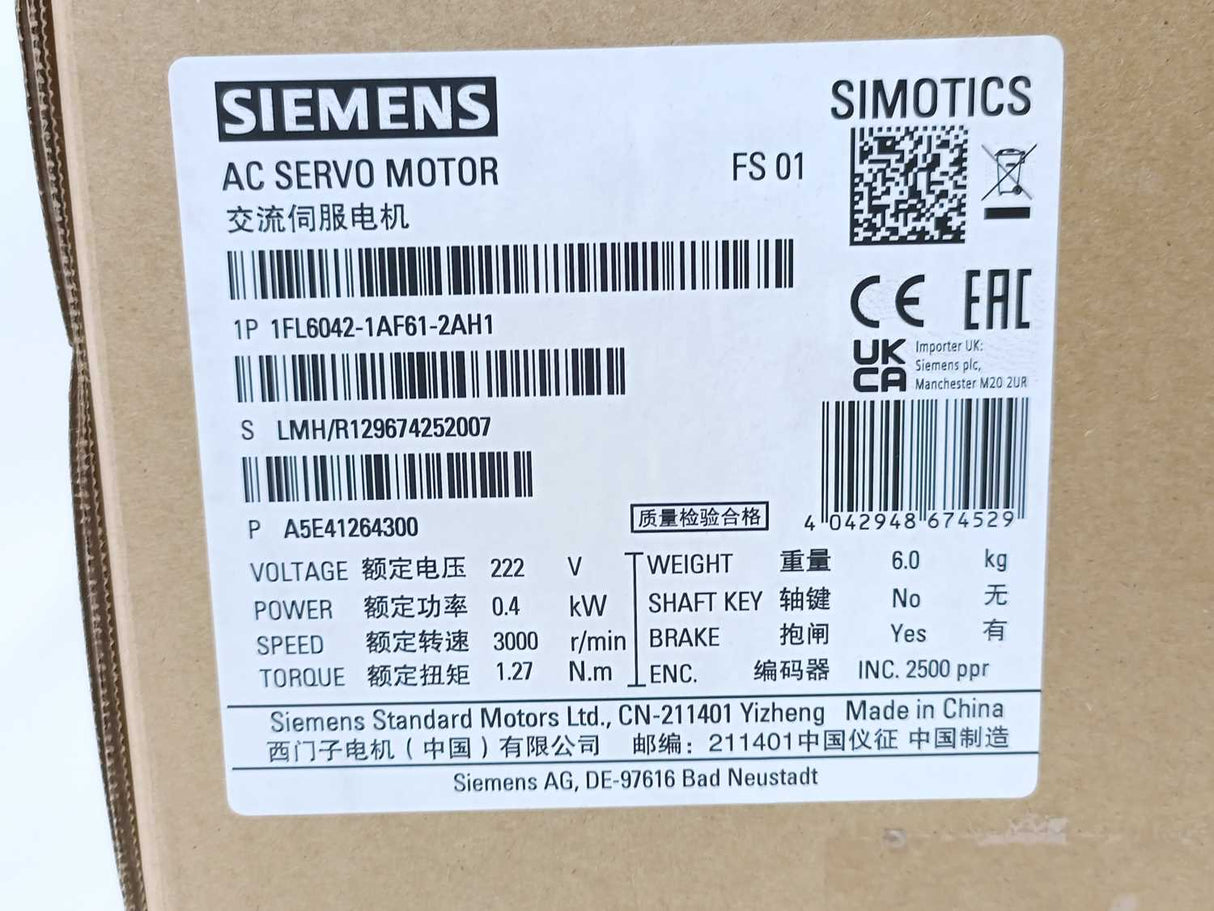 SIEMENS
SIMOTICS
AC SERVO MOTOR
FS 01
交流伺服电机
1P 1FL6042-1AF61-2AH1
CE EAC
UK
CA
Importer UK:
Siemens plc,
Manchester M20 2UR
S LMH/R129674252007
P A5E41264300
质量检验合格
4 042948 674529
VOLTAGE 额定电压 222 V
POWER 额定功率 0.4 kW
SPEED 额定转速 3000 r/min
TORQUE 额定扭矩 1.27 N.m
WEIGHT 重量 6.0 kg
SHAFT KEY 轴键 No 无
BRAKE 抱闸 Yes 有
ENC. 编码器 INC. 2500 ppr
Siemens Standard Motors Ltd., CN-211401 Yizheng Made in China
西门子电机（中国）有限公司 邮编：211401中国仪征 中国制造
Siemens AG, DE-97616 Bad Neustadt